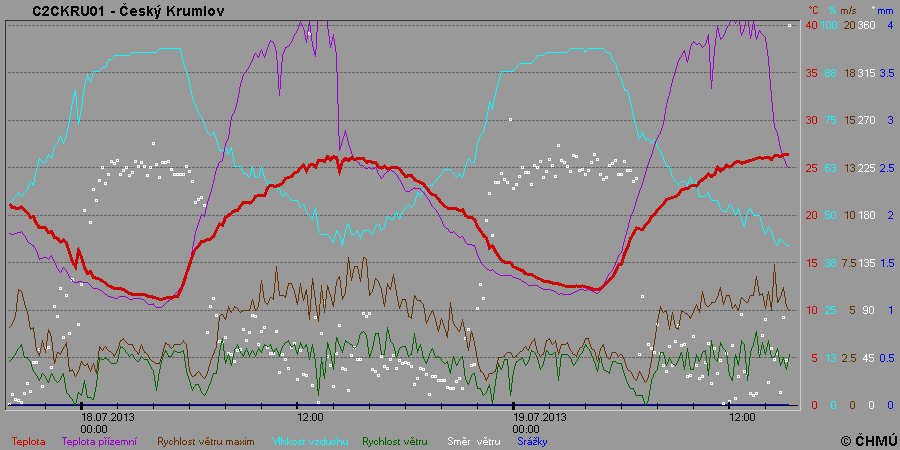 C2CKRU01 - Český Krumlov
°C % m/s ° mm
40 100 20 360 4
35 88 18 315 3.5
30 75 15 270 3
25 63 13 225 2.5
20 50 10 180 2
15 38 7.5 135 1.5
10 25 5 90 1
5 13 2.5 45 0.5
0 0 0 0 0
18.07.2013 12:00 19.07.2013 12:00
00:00 00:00
Teplota Teplota přízemní Rychlost větru maxim Vlhkost vzduchu Rychlost větru Směr větru Srážky © ČHMÚ